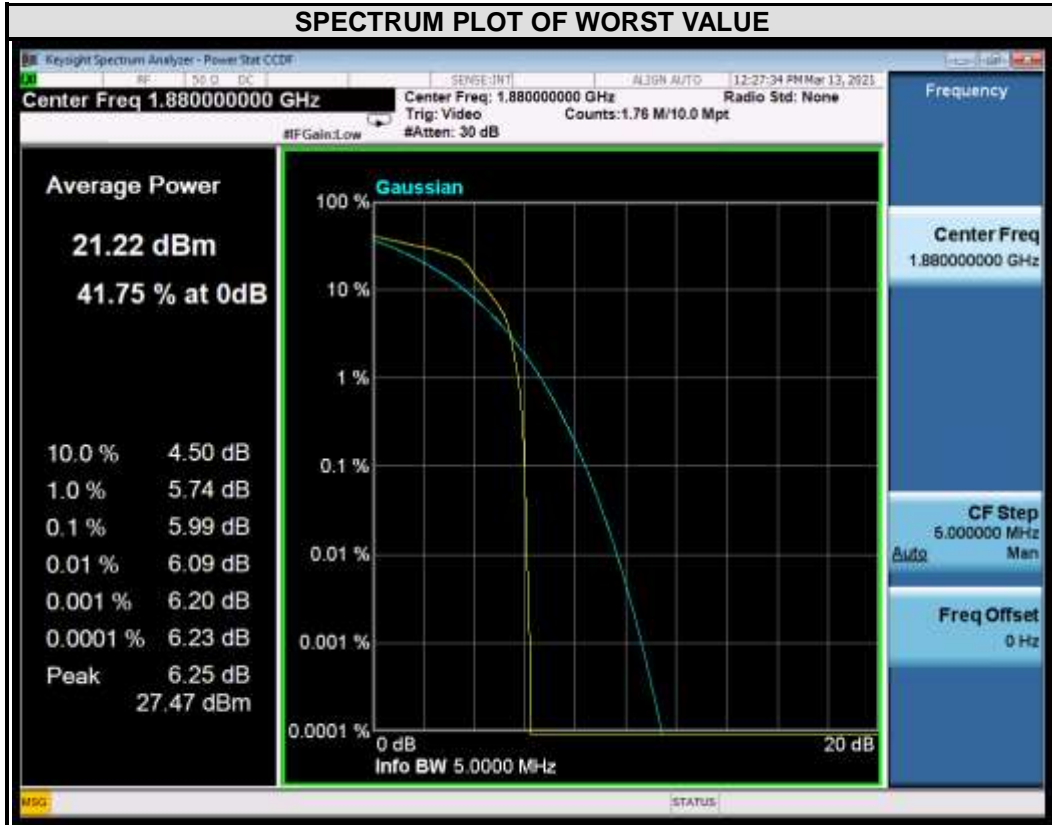 SPECTRUM PLOT OF WORST VALUE
Keysight Spectrum Analyzer - Power Stat CCDF
RF 50 Ω DC SENSE:INT ALIGN AUTO 12:27:34 PM Mar 13, 2021
Center Freq 1.880000000 GHz
Center Freq: 1.880000000 GHz Radio Std: None
Trig: Video Counts:1.76 M/10.0 Mpt
#IFGain:Low #Atten: 30 dB
Frequency
Average Power
21.22 dBm
41.75 % at 0dB
10.0 % 4.50 dB
1.0 % 5.74 dB
0.1 % 5.99 dB
0.01 % 6.09 dB
0.001 % 6.20 dB
0.0001 % 6.23 dB
Peak 6.25 dB
27.47 dBm
Gaussian
100 %
10 %
1 %
0.1 %
0.01 %
0.001 %
0.0001 %
0 dB 20 dB
Info BW 5.0000 MHz
Center Freq
1.880000000 GHz
CF Step
5.000000 MHz
Auto Man
Freq Offset
0 Hz
MSG STATUS